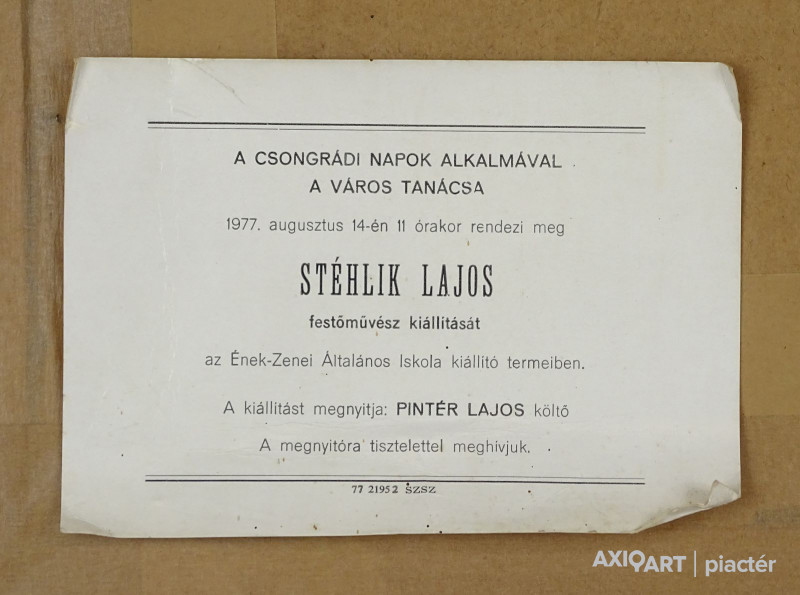 A CSONGRÁDI NAPOK ALKALMÁVAL
A VÁROS TANÁCSA
1977. augusztus 14-én 11 órakor rendezi meg
STÉHLIK LAJOS
festőművész kiállítását
az Ének-Zenei Általános Iskola kiállító termeiben.
A kiállítást megnyitja: PINTÉR LAJOS költő
A megnyitóra tisztelettel meghívjuk.
77 21952 SZSZ
AXIOART | piactér